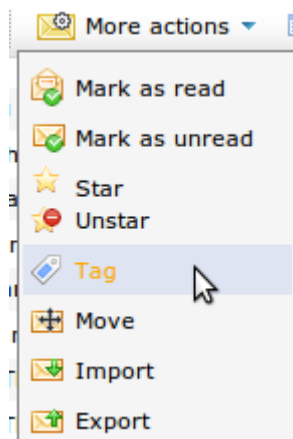 More actions
Mark as read
Mark as unread
Star
Unstar
Tag
Move
Import
Export